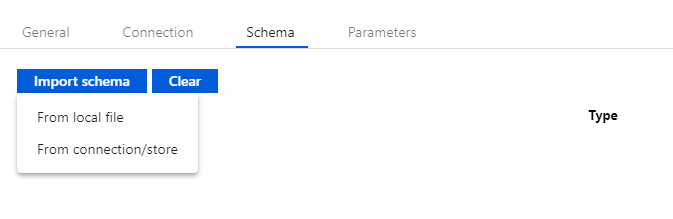 General Connection Schema Parameters
Import schema Clear
From local file
Type
From connection/store